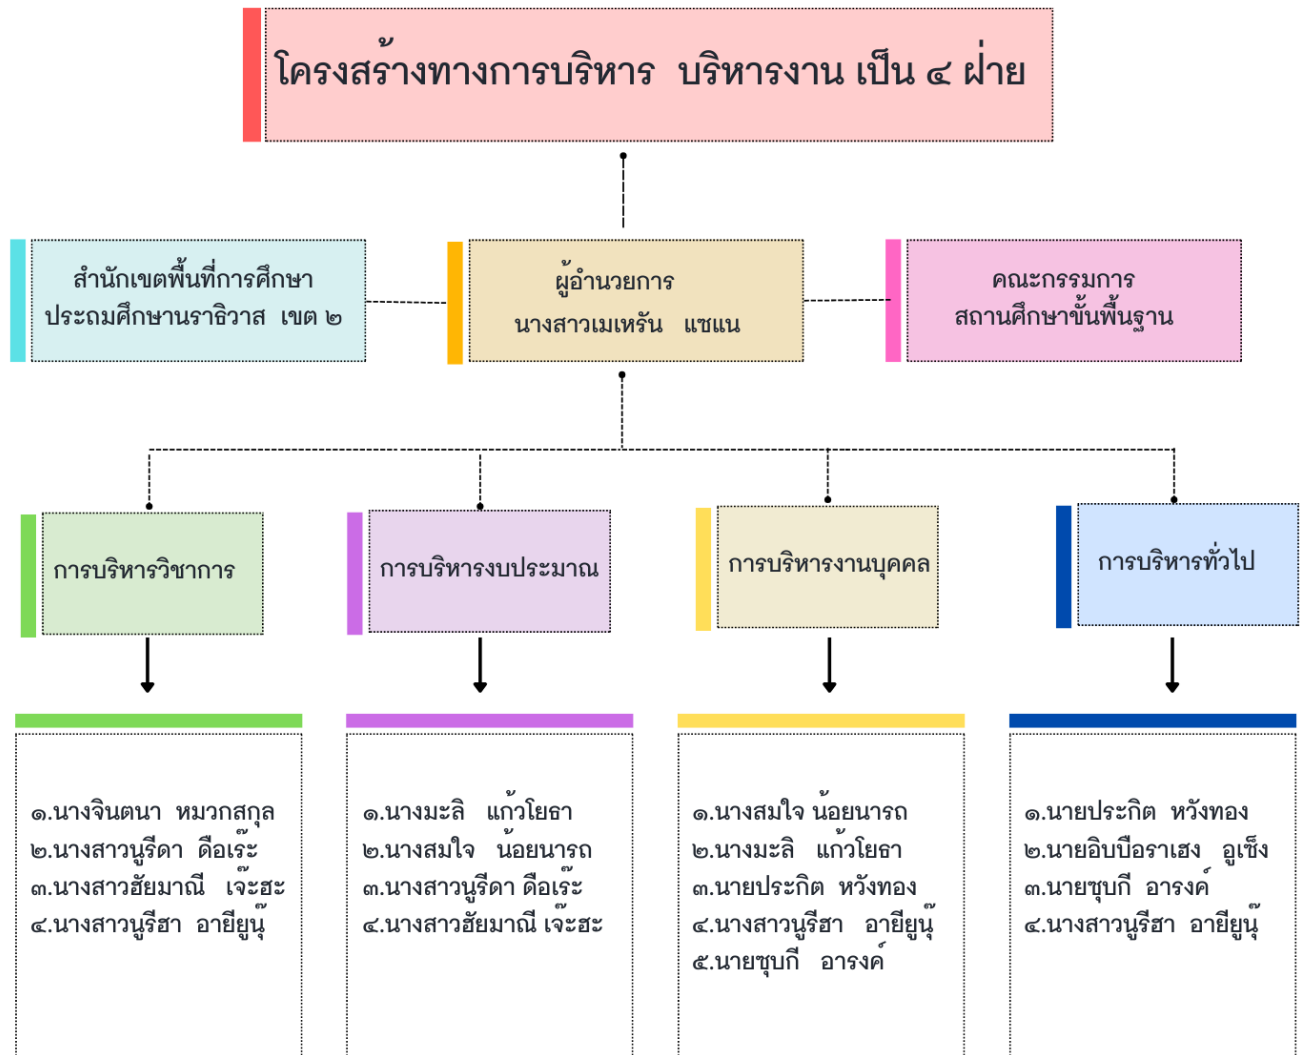 โครงสร้างทางการบริหาร บริหารงาน เป็น ๔ ฝ่าย
สำนักเขตพื้นที่การศึกษา
ประถมศึกษานราธิวาส เขต ๒
ผู้อำนวยการ
นางสาวเมเหรัน แซแน
คณะกรรมการ
สถานศึกษาขั้นพื้นฐาน
การบริหารวิชาการ
การบริหารงบประมาณ
การบริหารงานบุคคล
การบริหารทั่วไป
๑.นางจินตนา หมวกสกุล
๒.นางสาวนูรีดา ดือเร๊ะ
๓.นางสาวฮัยมาณี เจ๊ะฮะ
๔.นางสาวนูรีฮา อายียูนุ๊
๑.นางมะลิ แก้วโยธา
๒.นางสมใจ น้อยนารถ
๓.นางสาวนูรีดา ดือเร๊ะ
๔.นางสาวฮัยมาณี เจ๊ะฮะ
๑.นางสมใจ น้อยนารถ
๒.นางมะลิ แก้วโยธา
๓.นายประกิต หวังทอง
๔.นางสาวนูรีฮา อายียูนุ๊
๕.นายซุบกี อารงค์
๑.นายประกิต หวังทอง
๒.นายอิบบือราเฮง อูเซ็ง
๓.นายซุบกี อารงค์
๔.นางสาวนูรีฮา อายียูนุ๊